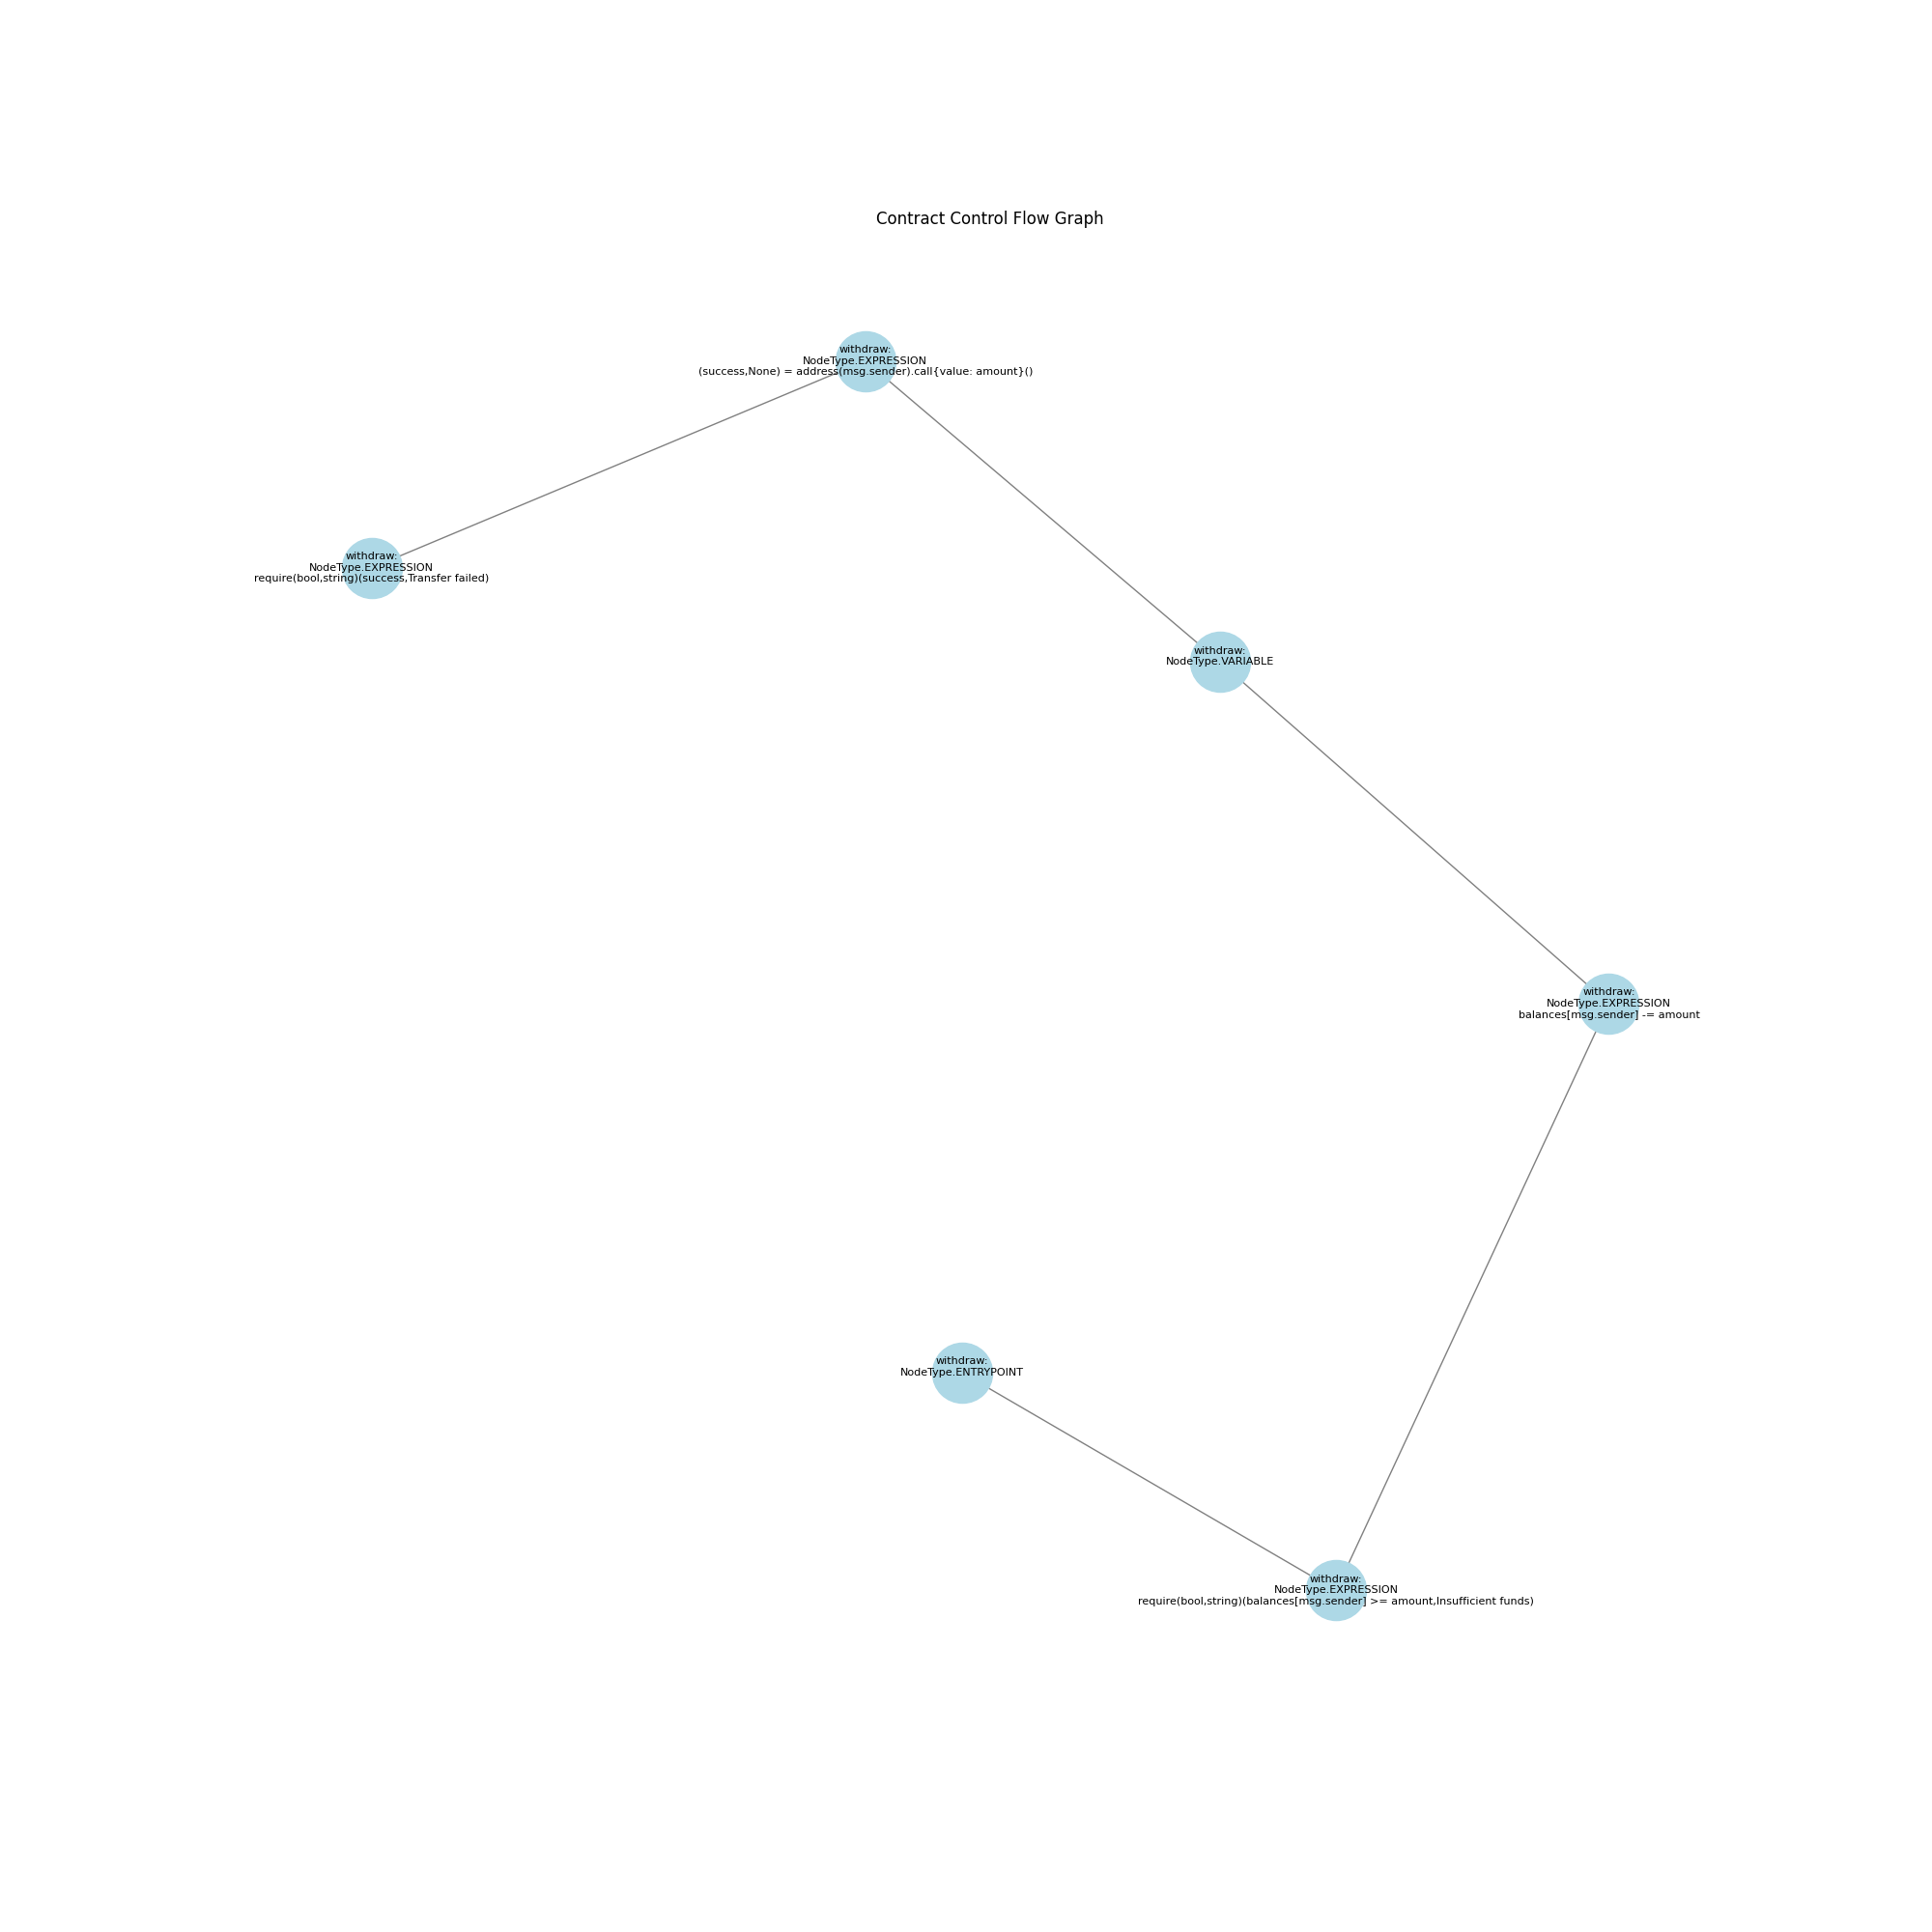 Contract Control Flow Graph
withdraw:
NodeType.EXPRESSION
(success,None) = address(msg.sender).call{value: amount}()
withdraw:
NodeType.EXPRESSION
require(bool,string)(success,Transfer failed)
withdraw:
NodeType.VARIABLE
withdraw:
NodeType.EXPRESSION
balances[msg.sender] -= amount
withdraw:
NodeType.ENTRYPOINT
withdraw:
NodeType.EXPRESSION
require(bool,string)(balances[msg.sender] >= amount,Insufficient funds)